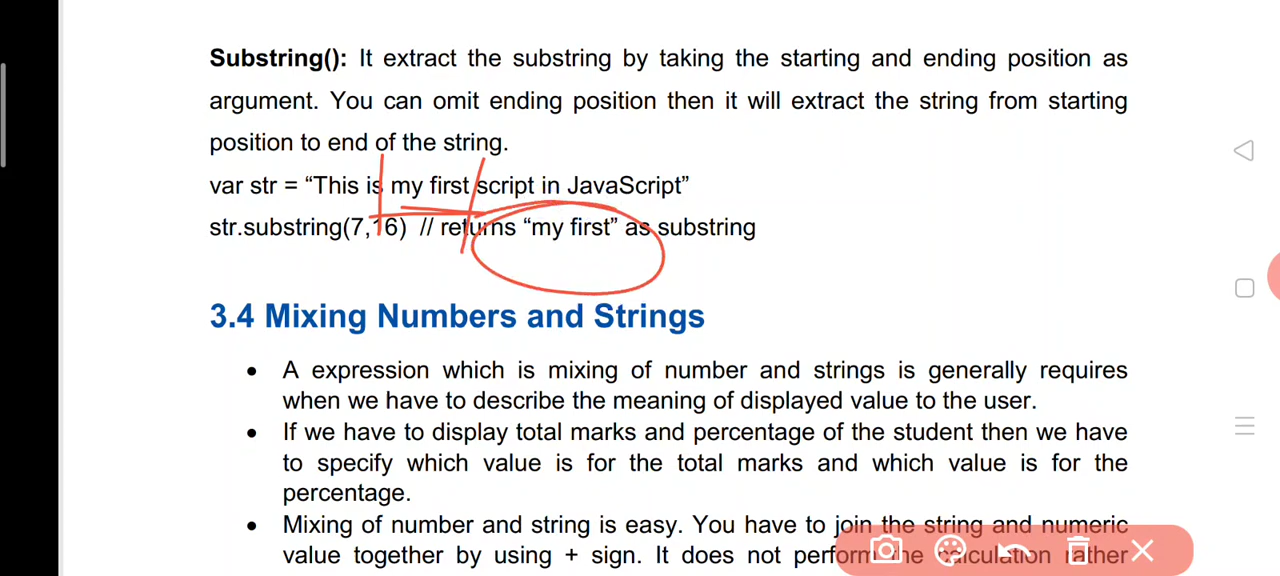 Substring(): It extract the substring by taking the starting and ending position as
argument. You can omit ending position then it will extract the string from starting
position to end of the string.
var str = “This is my first script in JavaScript”
str.substring(7,16) // returns “my first” as substring
3.4 Mixing Numbers and Strings
• A expression which is mixing of number and strings is generally requires
when we have to describe the meaning of displayed value to the user.
• If we have to display total marks and percentage of the student then we have
to specify which value is for the total marks and which value is for the
percentage.
• Mixing of number and string is easy. You have to join the string and numeric
value together by using + sign. It does not perform the calculation rather